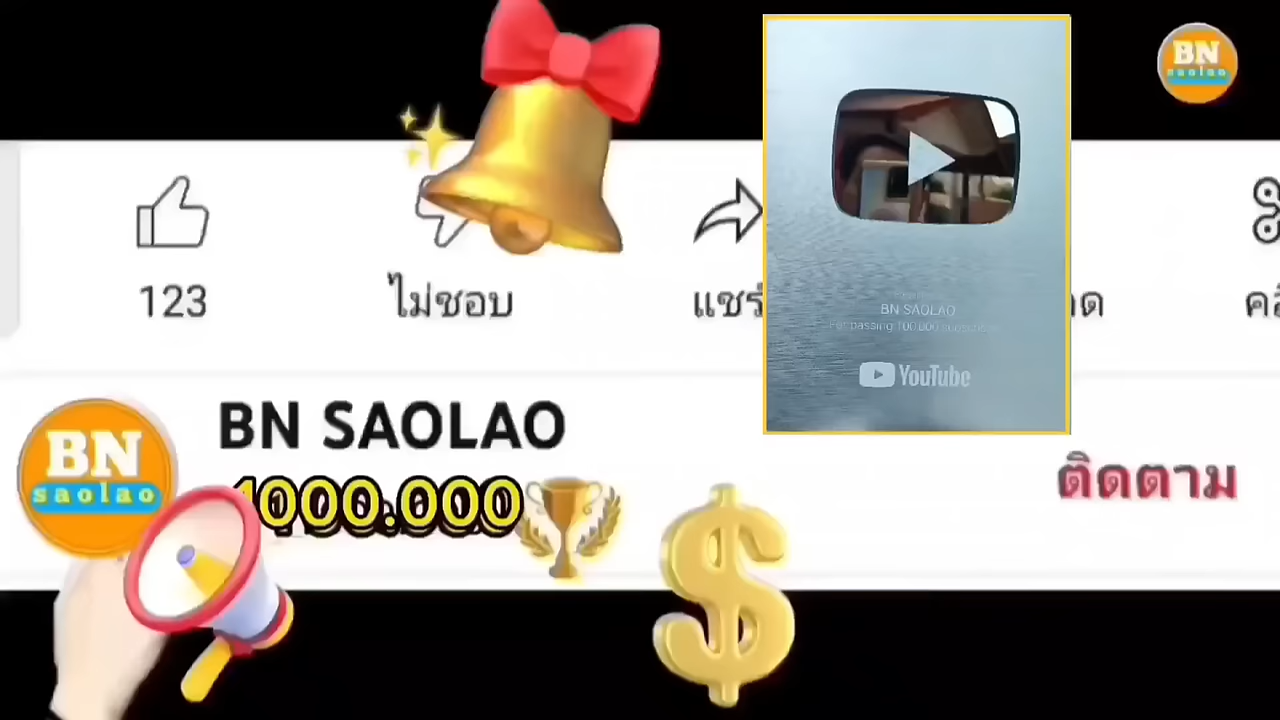 BN
saolao
123
ไม่ชอบ
แชร์
BN SAOLAO
For passing 100,000
YouTube
BN
saolao
BN SAOLAO
1000.000
ติดตาม